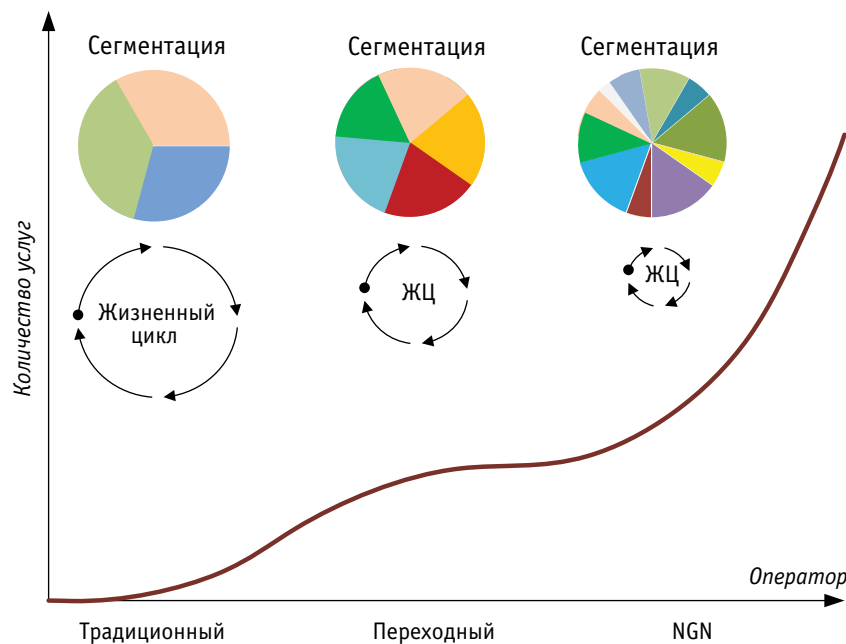 Сегментация
Сегментация
Сегментация
Жизненный
цикл
ЖЦ
ЖЦ
Количество услуг
Оператор
Традиционный
Переходный
NGN